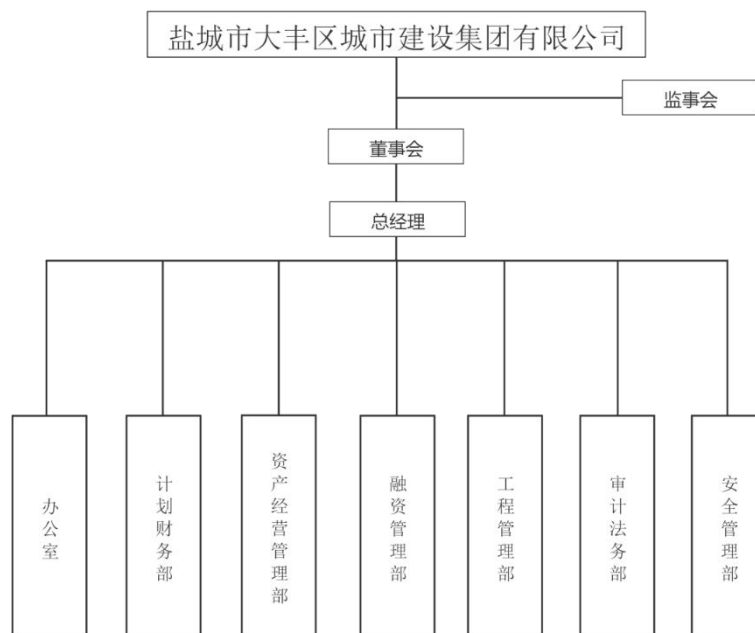 盐城市大丰区城市建设集团有限公司
监事会
董事会
总经理
办公室
计划财务部
资产经营管理部
融资管理部
工程管理部
审计法务部
安全管理部